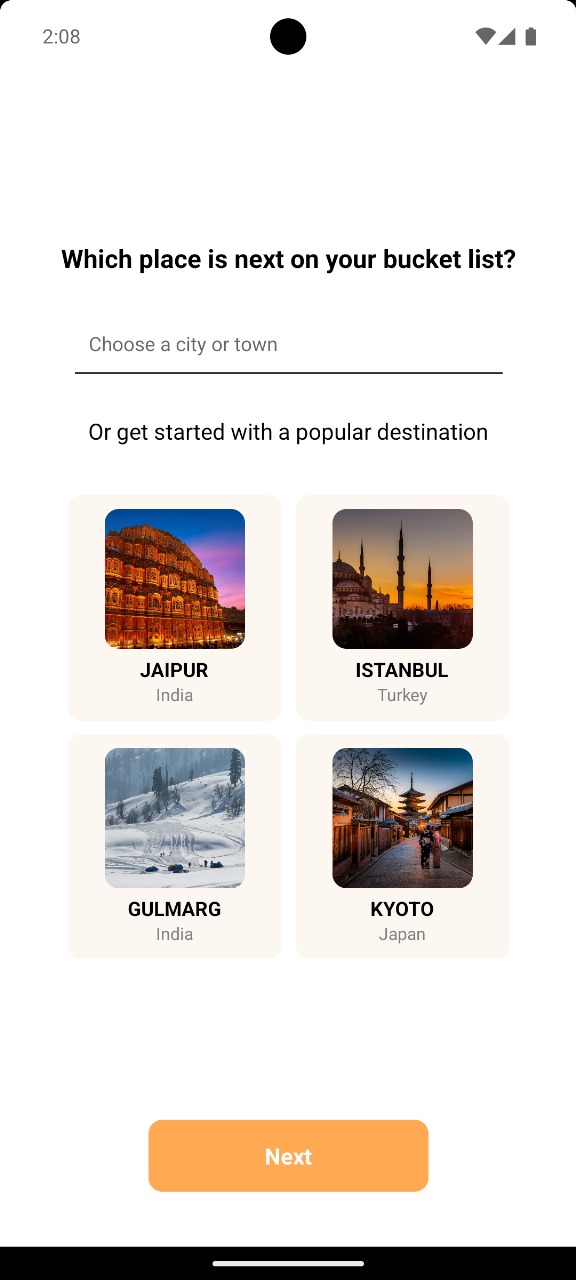 2:08
Which place is next on your bucket list?
Choose a city or town
Or get started with a popular destination
JAIPUR
India
ISTANBUL
Turkey
GULMARG
India
KYOTO
Japan
Next